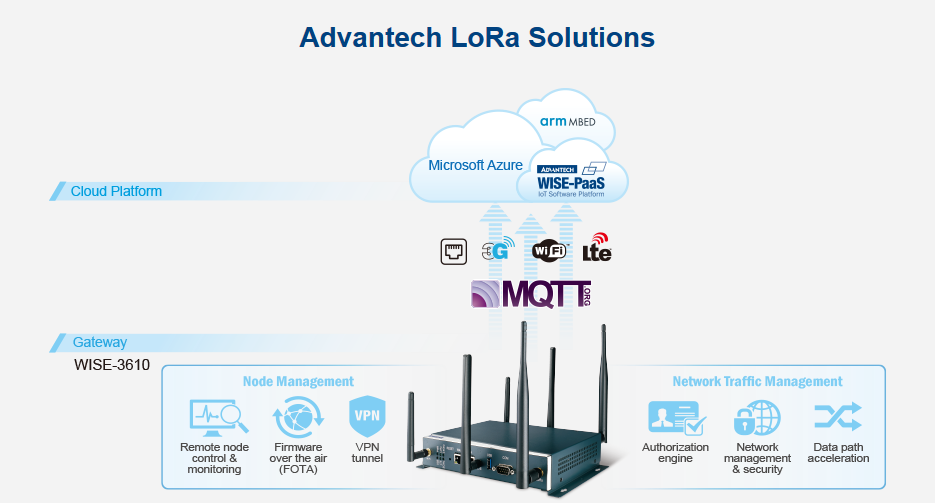 Advantech LoRa Solutions
arm MBED
Microsoft Azure
ADVANTECH
WISE-PaaS
IoT Software Platform
Cloud Platform
3G
WiFi
Lte
MQTT.ORG
Gateway
WISE-3610
Node Management
Network Traffic Management
VPN
Remote node
control &
monitoring
Firmware
over the air
(FOTA)
VPN
tunnel
Authorization
engine
Network
management
& security
Data path
acceleration